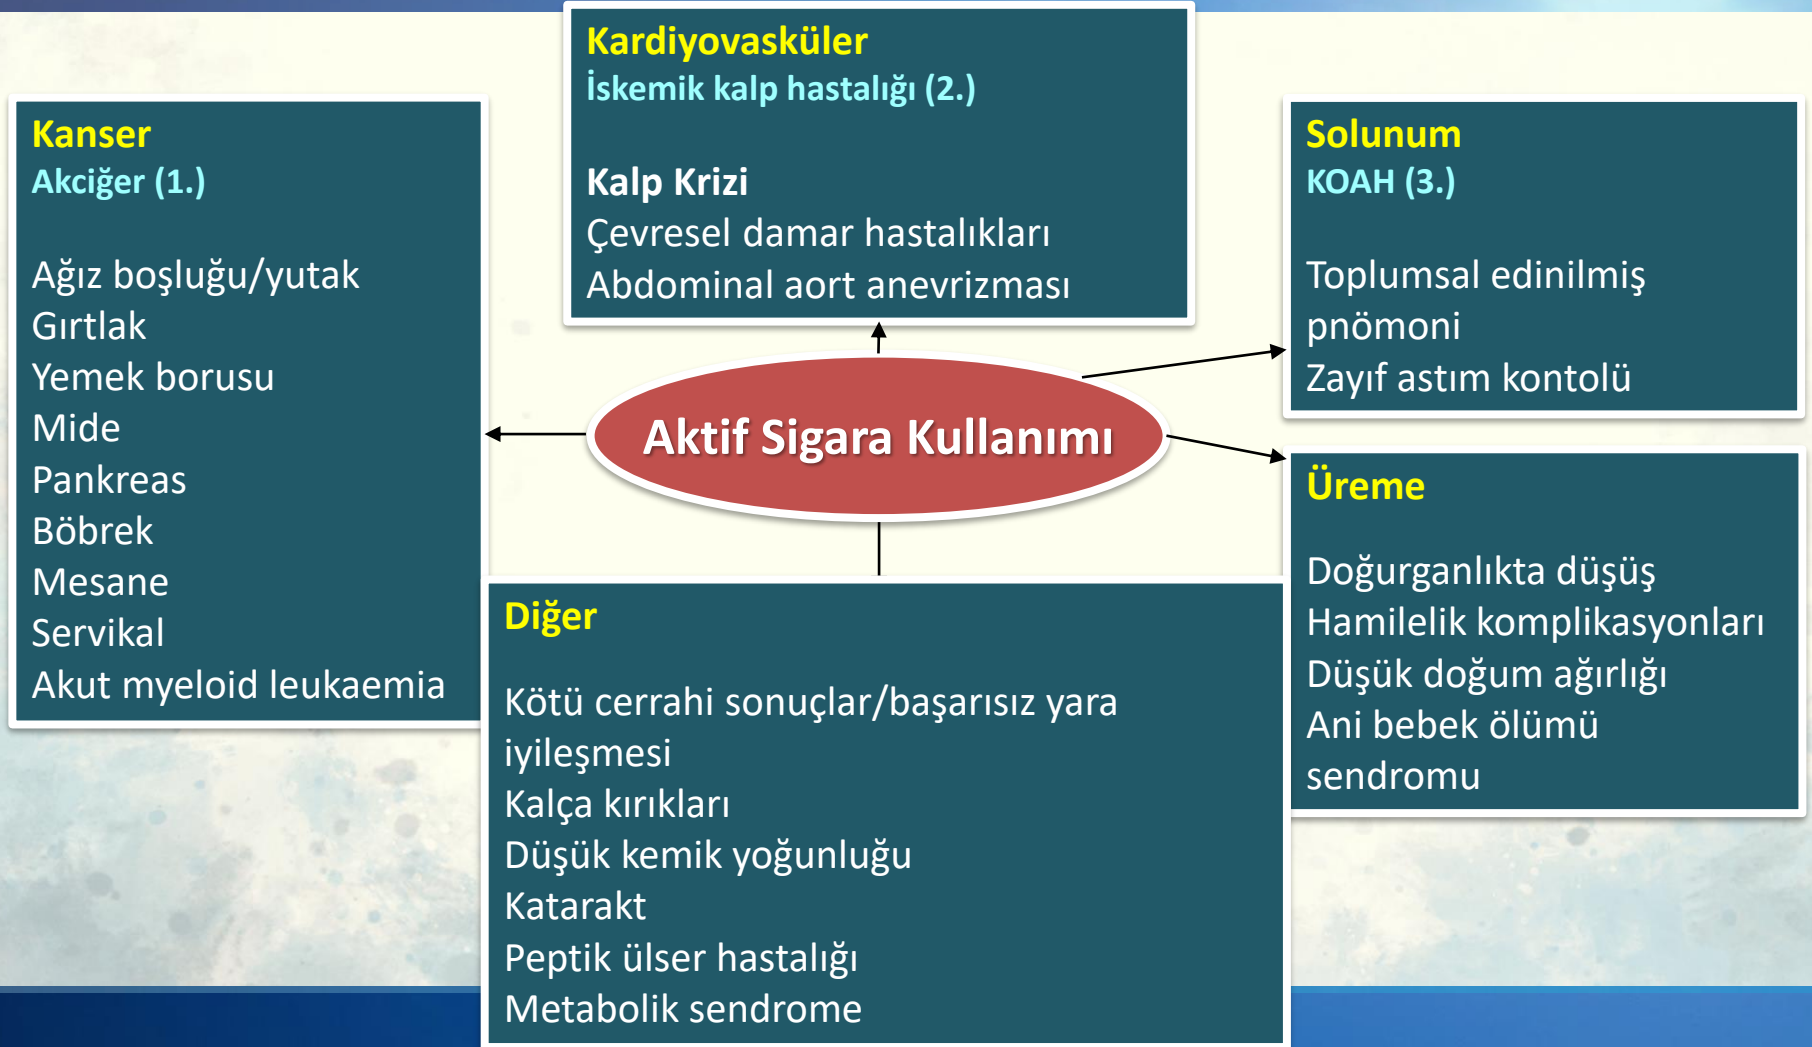 Kardiyovasküler
İskemik kalp hastalığı (2.)
Kalp Krizi
Çevresel damar hastalıkları
Abdominal aort anevrizması
Kanser
Akciğer (1.)
Ağız boşluğu/yutak
Gırtlak
Yemek borusu
Mide
Pankreas
Böbrek
Mesane
Servikal
Akut myeloid leukaemia
Solunum
KOAH (3.)
Toplumsal edinilmiş
pnömoni
Zayıf astım kontolü
Aktif Sigara Kullanımı
Üreme
Doğurganlıkta düşüş
Hamilelik komplikasyonları
Düşük doğum ağırlığı
Ani bebek ölümü
sendromu
Diğer
Kötü cerrahi sonuçlar/başarısız yara
iyileşmesi
Kalça kırıkları
Düşük kemik yoğunluğu
Katarakt
Peptik ülser hastalığı
Metabolik sendrome